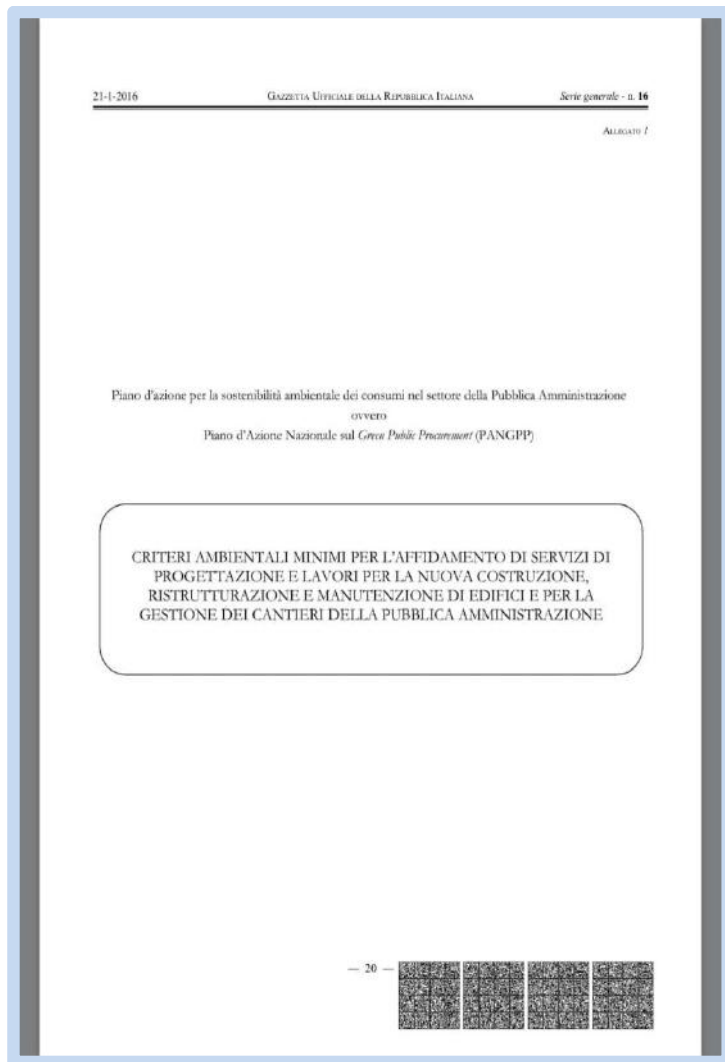 21-1-2016 GAZZETTA UFFICIALE DELLA REPUBBLICA ITALIANA Serie generale - n. 16
ALLEGATO 1
Piano d'azione per la sostenibilità ambientale dei consumi nel settore della Pubblica Amministrazione
ovvero
Piano d'Azione Nazionale sul Green Public Procurement (PANGPP)
CRITERI AMBIENTALI MINIMI PER L'AFFIDAMENTO DI SERVIZI DI
PROGETTAZIONE E LAVORI PER LA NUOVA COSTRUZIONE,
RISTRUTTURAZIONE E MANUTENZIONE DI EDIFICI E PER LA
GESTIONE DEI CANTIERI DELLA PUBBLICA AMMINISTRAZIONE
— 20 —